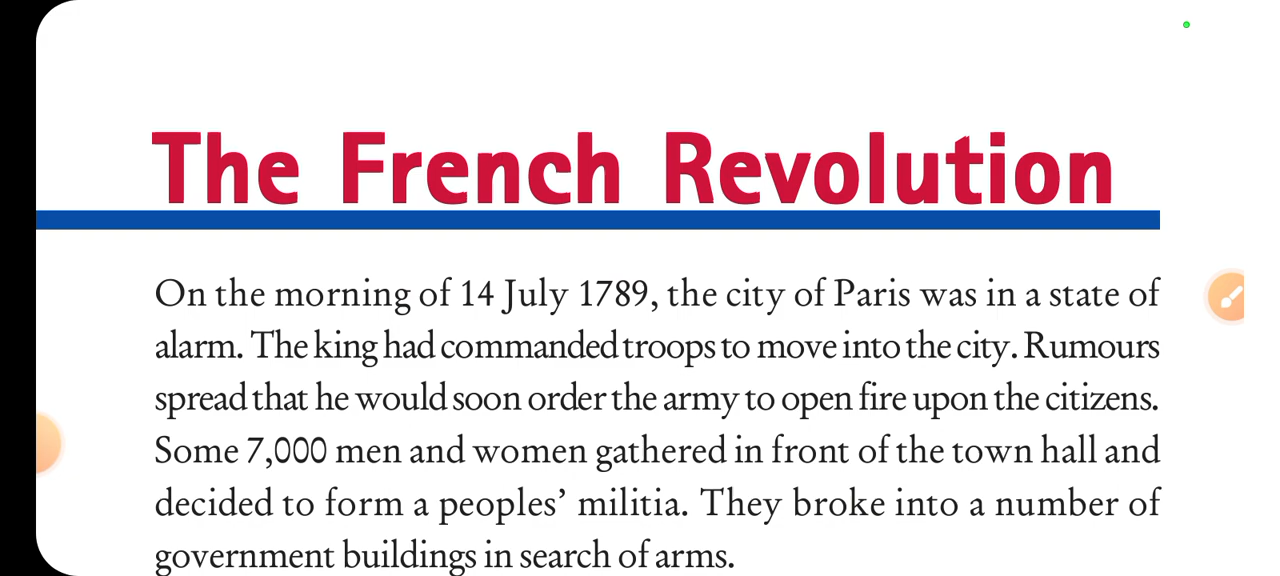 The French Revolution
On the morning of 14 July 1789, the city of Paris was in a state of
alarm. The king had commanded troops to move into the city. Rumours
spread that he would soon order the army to open fire upon the citizens.
Some 7,000 men and women gathered in front of the town hall and
decided to form a peoples’ militia. They broke into a number of
government buildings in search of arms.